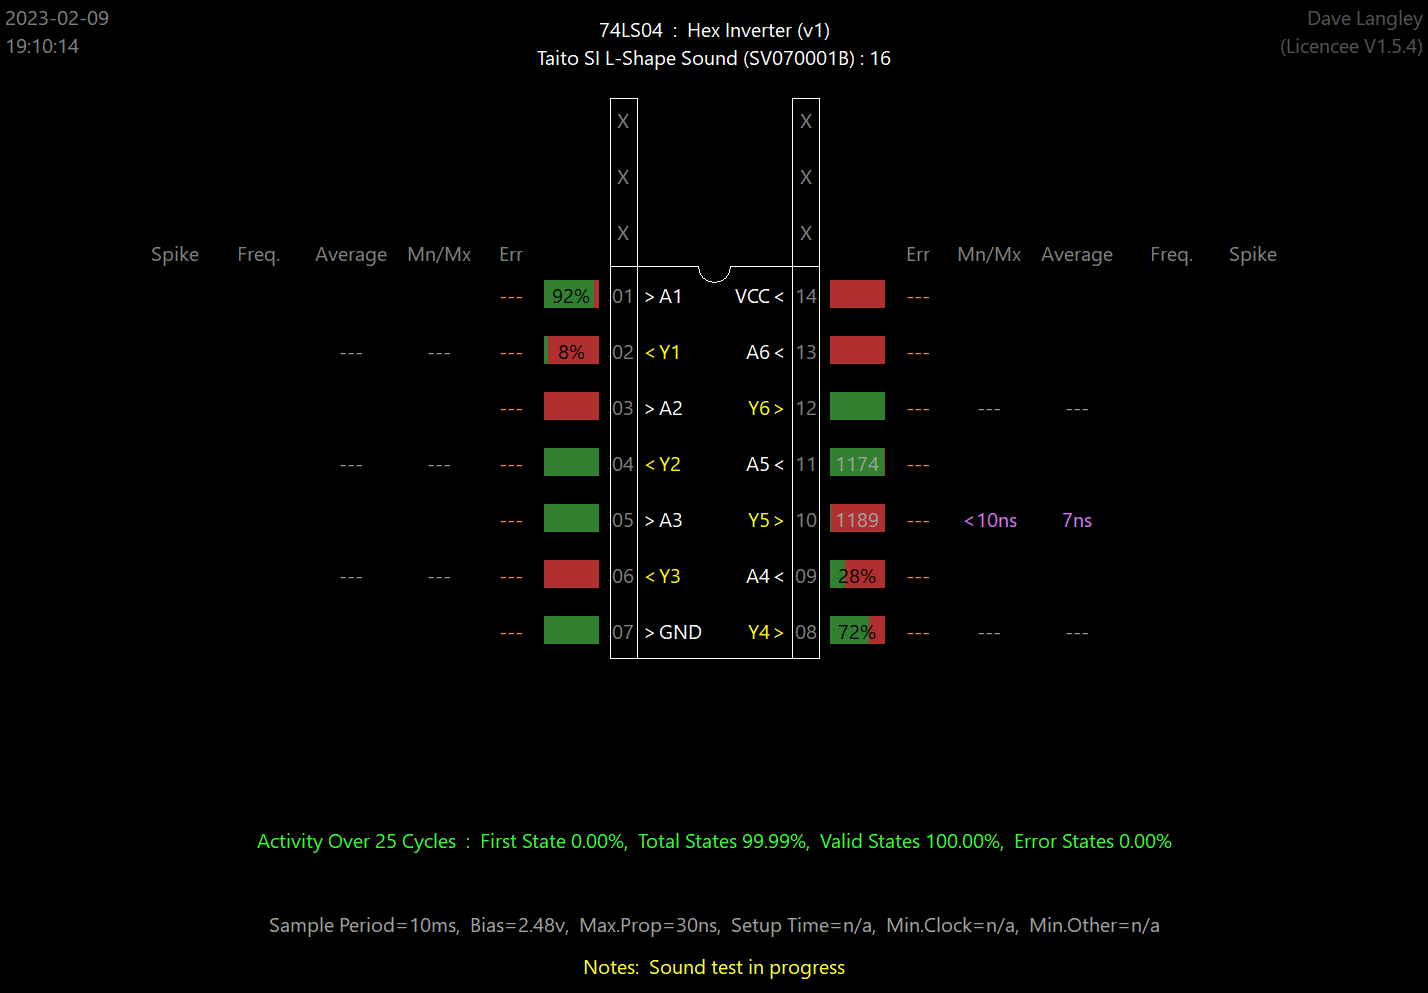 2023-02-09
19:10:14
74LS04 : Hex Inverter (v1)
Taito SI L-Shape Sound (SV070001B) : 16
Dave Langley
(Licencee V1.5.4)
X X
X X
X X
Spike Freq. Average Mn/Mx Err Err Mn/Mx Average Freq. Spike
--- 92% 01 > A1 VCC < 14 ---
--- --- --- 8% 02 < Y1 A6 < 13 ---
--- 03 > A2 Y6 > 12 --- --- ---
--- --- --- 04 < Y2 A5 < 11 1174 ---
--- 05 > A3 Y5 > 10 1189 --- <10ns 7ns
--- --- --- 06 < Y3 A4 < 09 28% ---
--- 07 > GND Y4 > 08 72% --- --- ---
Activity Over 25 Cycles : First State 0.00%, Total States 99.99%, Valid States 100.00%, Error States 0.00%
Sample Period=10ms, Bias=2.48v, Max.Prop=30ns, Setup Time=n/a, Min.Clock=n/a, Min.Other=n/a
Notes: Sound test in progress